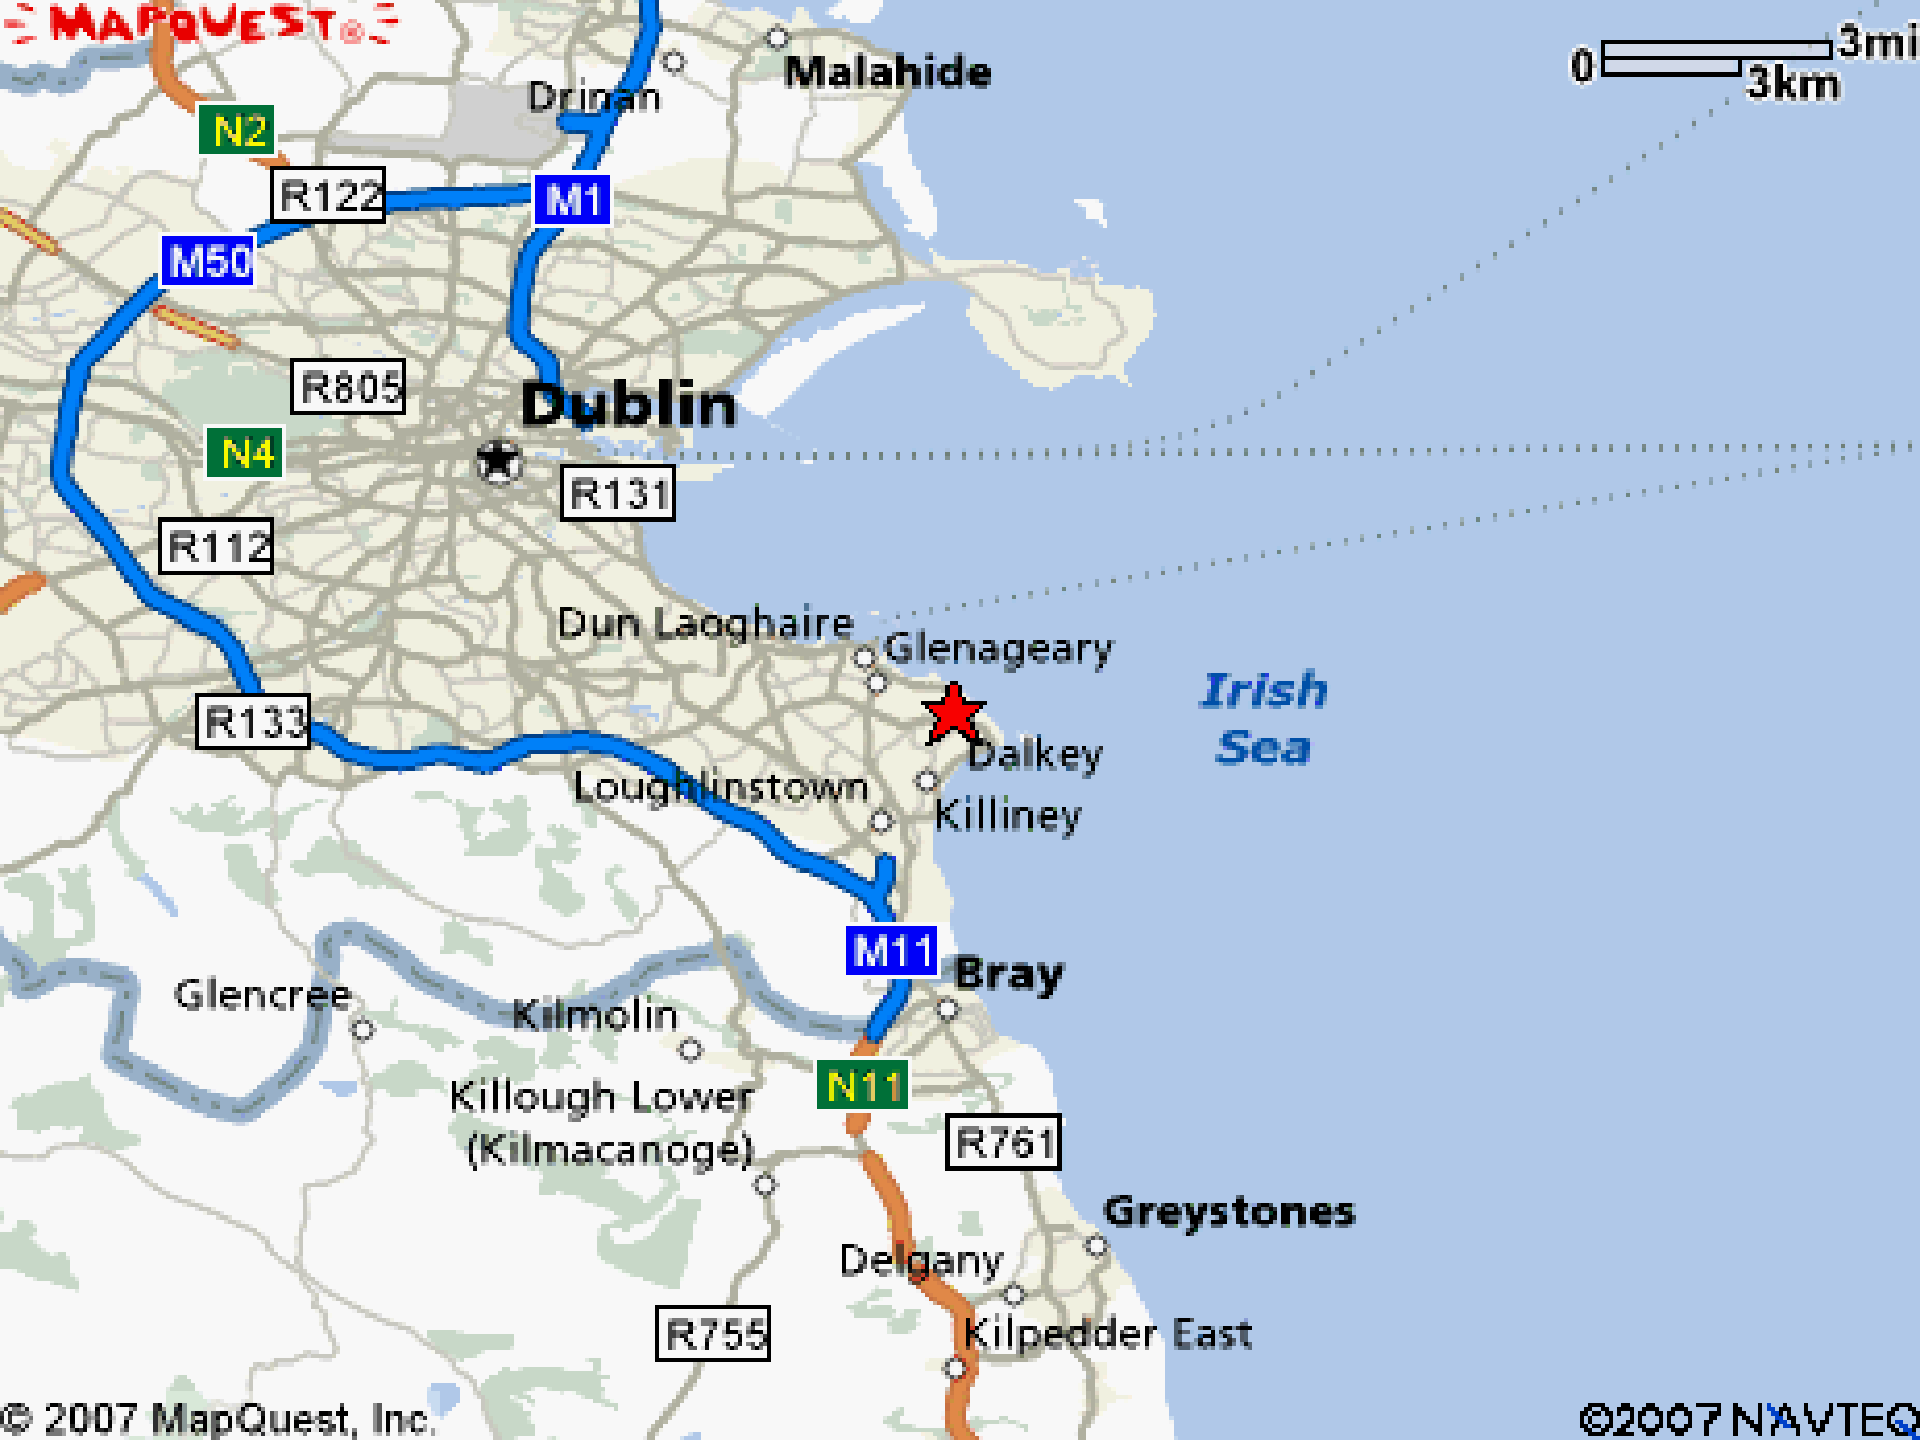 MAPQUEST®
0
3mi
3km
Malahide
Drinan
N2
R122
M1
M50
R805
Dublin
N4
R131
R112
Dun Laoghaire
Glenageary
Irish
Sea
R133
Dalkey
Loughlinstown
Killiney
M11
Bray
Glencree
Kilmolin
N11
Killough Lower
(Kilmacanoge)
R761
Greystones
Delgany
R755
Kilpedder East
© 2007 MapQuest, Inc.
©2007 NAVTEQ